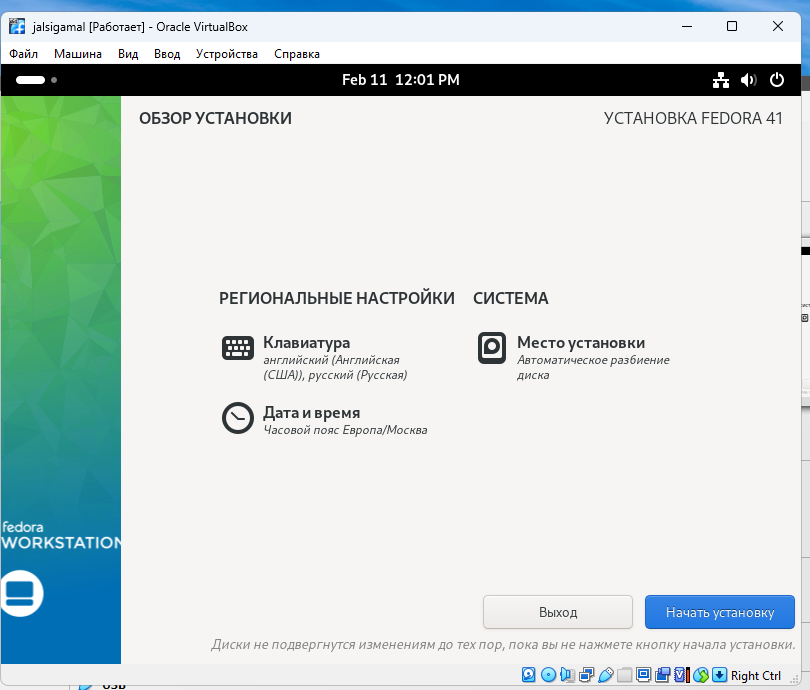 jalsigamal [Работает] - Oracle VirtualBox
Файл Машина Вид Ввод Устройства Справка
Feb 11 12:01 PM
ОБЗОР УСТАНОВКИ
УСТАНОВКА FEDORA 41
РЕГИОНАЛЬНЫЕ НАСТРОЙКИ
Клавиатура
английский (Английская
(США)), русский (Русская)
Дата и время
Часовой пояс Европа/Москва
СИСТЕМА
Место установки
Автоматическое разбиение
диска
fedora
WORKSTATION
Выход
Начать установку
Диски не подвергнутся изменениям до тех пор, пока вы не нажмете кнопку начала установки.
Right Ctrl
USB